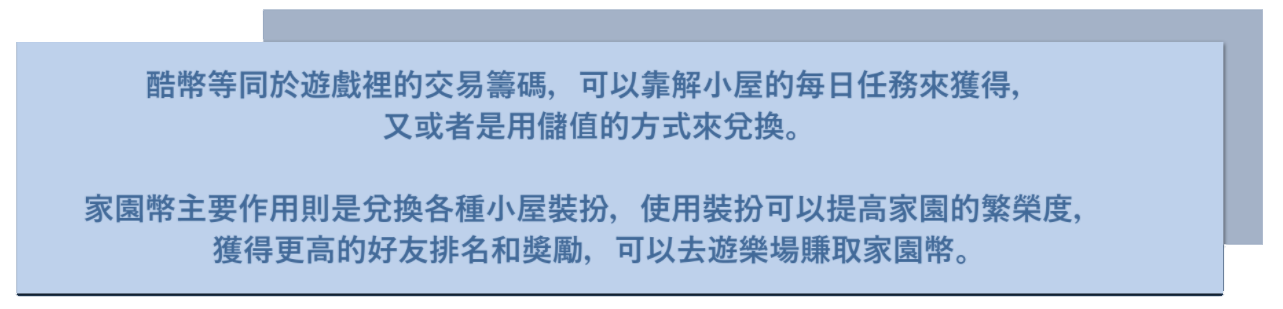 酷幣等同於遊戲裡的交易籌碼，可以靠解小屋的每日任務來獲得，
又或者是用儲值的方式來兌換。
家園幣主要作用則是兌換各種小屋裝扮，使用裝扮可以提高家園的繁榮度，
獲得更高的好友排名和獎勵，可以去遊樂場賺取家園幣。